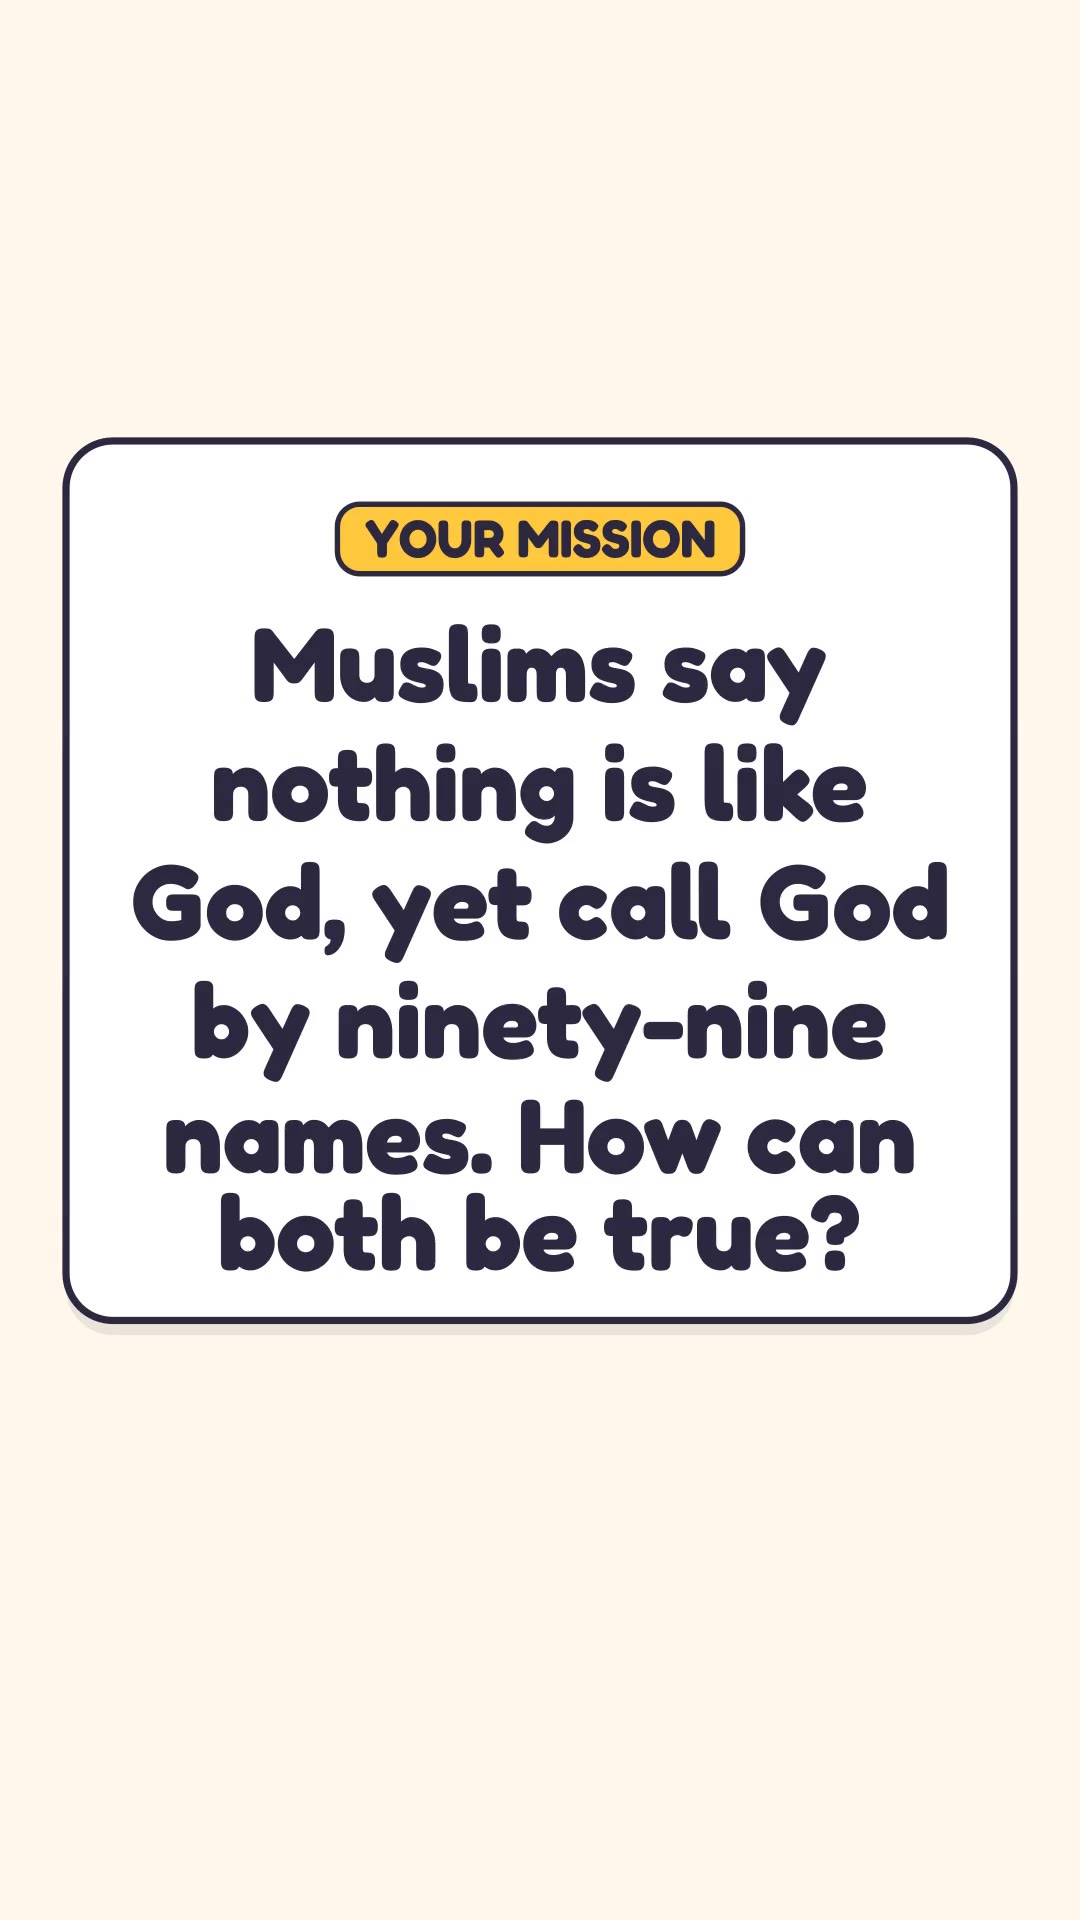 YOUR MISSION
Muslims say
nothing is like
God, yet call God
by ninety-nine
names. How can
both be true?